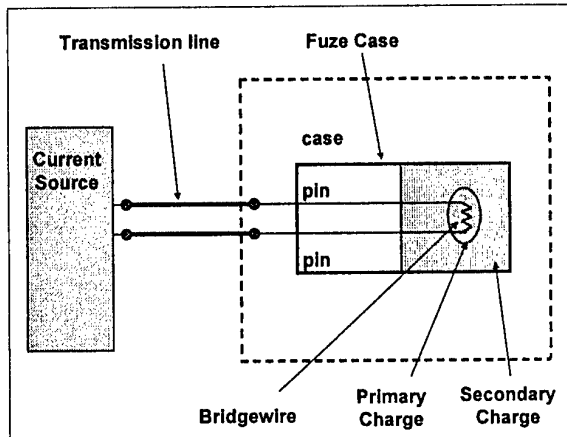 Transmission line
Fuze Case
case
Current
Source
pin
pin
Bridgewire
Primary
Charge
Secondary
Charge